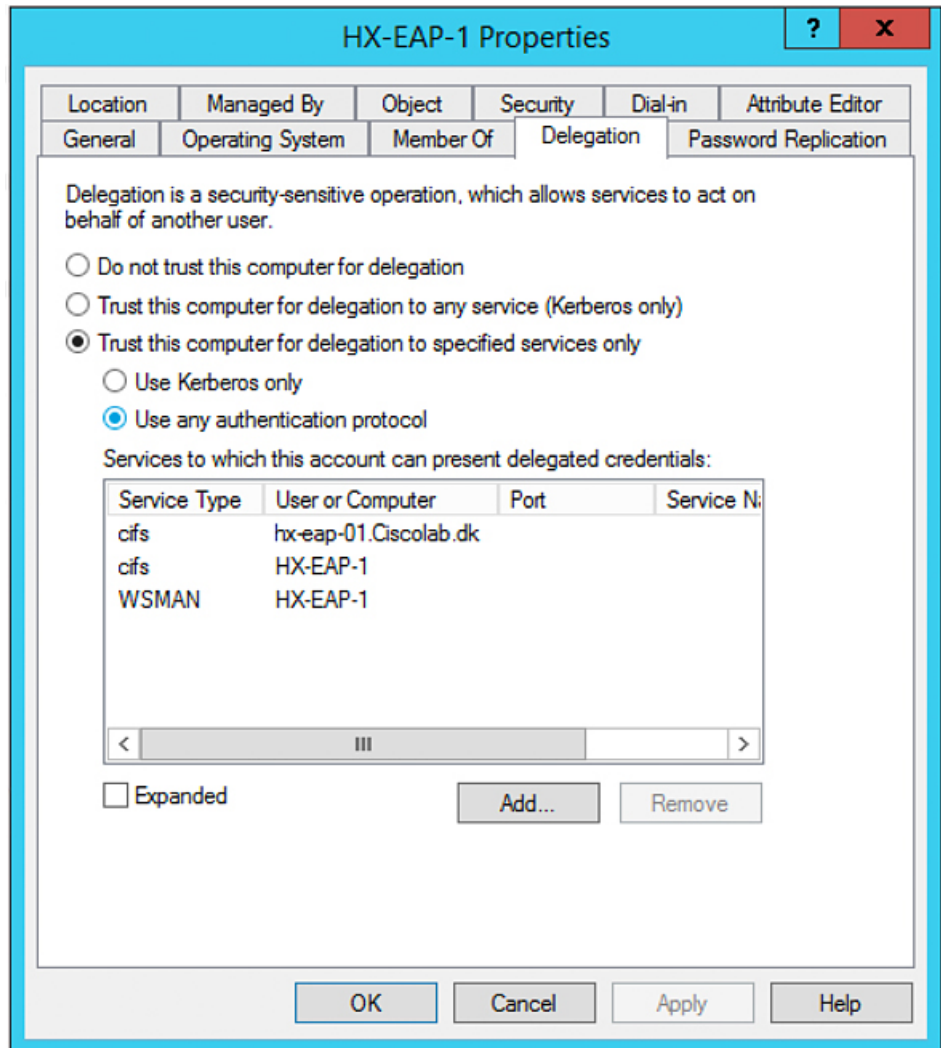 HX-EAP-1 Properties
?
X
Location
Managed By
Object
Security
Dial-in
Attribute Editor
General
Operating System
Member Of
Delegation
Password Replication
Delegation is a security-sensitive operation, which allows services to act on
behalf of another user.
Do not trust this computer for delegation
Trust this computer for delegation to any service (Kerberos only)
Trust this computer for delegation to specified services only
Use Kerberos only
Use any authentication protocol
Services to which this account can present delegated credentials:
Service Type User or Computer Port Service Na
cifs hx-eap-01.Ciscolab.dk
cifs HX-EAP-1
WSMAN HX-EAP-1
Expanded
Add...
Remove
OK
Cancel
Apply
Help